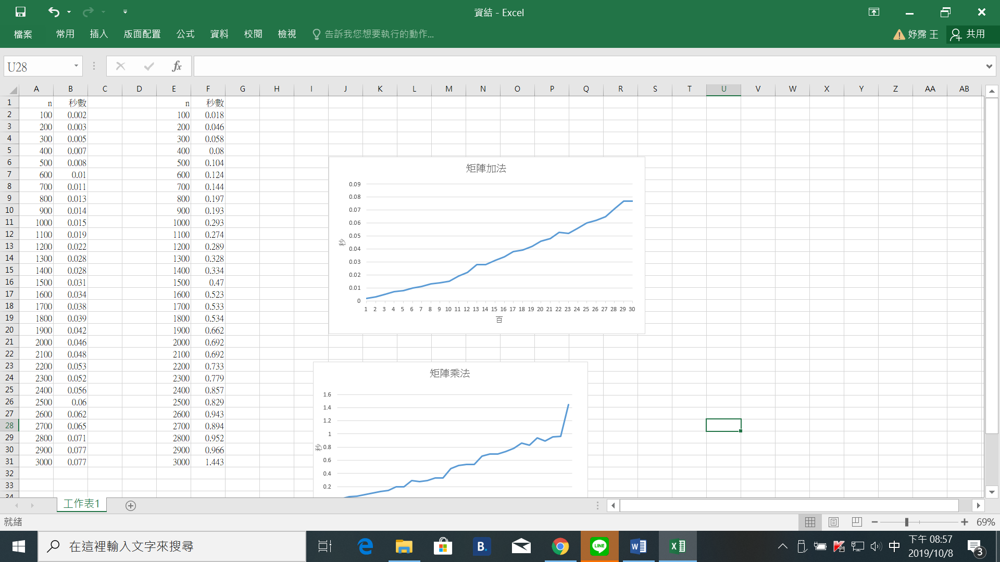 資結 - Excel
檔案 常用 插入 版面配置 公式 資料 校閱 檢視 告訴我您想要執行的動作... 妤霈 王 共用
U28 fx
A B C D E F G H I J K L M N O P Q R S T U V W X Y Z AA AB
1 n 秒數 n 秒數
2 100 0.002 100 0.018
3 200 0.003 200 0.046
4 300 0.005 300 0.058
5 400 0.007 400 0.08
6 500 0.008 500 0.104
7 600 0.01 600 0.124
8 700 0.011 700 0.144
9 800 0.013 800 0.197
10 900 0.014 900 0.193
11 1000 0.015 1000 0.293
12 1100 0.019 1100 0.274
13 1200 0.022 1200 0.289
14 1300 0.028 1300 0.328
15 1400 0.028 1400 0.334
16 1500 0.031 1500 0.47
17 1600 0.034 1600 0.523
18 1700 0.038 1700 0.533
19 1800 0.039 1800 0.534
20 1900 0.042 1900 0.662
21 2000 0.046 2000 0.692
22 2100 0.048 2100 0.692
23 2200 0.053 2200 0.733
24 2300 0.052 2300 0.779
25 2400 0.056 2400 0.857
26 2500 0.06 2500 0.829
27 2600 0.062 2600 0.943
28 2700 0.065 2700 0.894
29 2800 0.071 2800 0.952
30 2900 0.077 2900 0.966
31 3000 0.077 3000 1.443
32
33
34
矩陣加法
0.09
0.08
0.07
0.06
0.05
0.04
0.03
0.02
0.01
0
秒
1 2 3 4 5 6 7 8 9 10 11 12 13 14 15 16 17 18 19 20 21 22 23 24 25 26 27 28 29 30
百
矩陣乘法
1.6
1.4
1.2
1
0.8
0.6
0.4
0.2
秒
工作表1
就緒 69%
在這裡輸入文字來搜尋 B. LINE 中 下午 08:57
2019/10/8 3